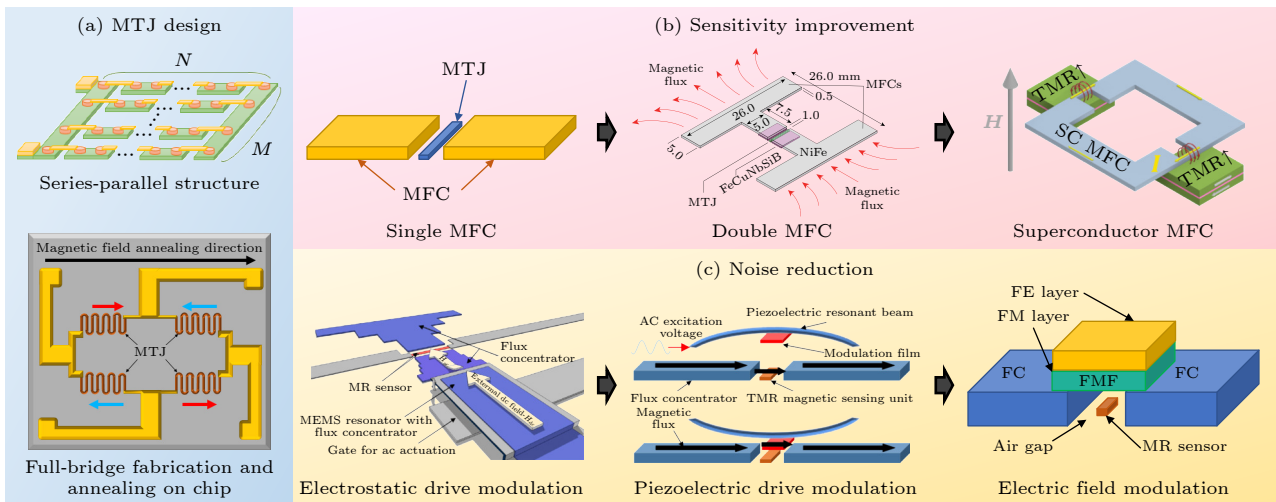 (a) MTJ design
N
M
Series-parallel structure
Magnetic field annealing direction
MTJ
Full-bridge fabrication and
annealing on chip
(b) Sensitivity improvement
MTJ
MFC
Single MFC
Magnetic
flux
26.0 mm
MFCs
0.5
26.0
1.5
5.0
1.0
5.0
NiFe
FeCuNbSiB
MTJ
Magnetic
flux
Double MFC
H
TMR
SC MFC
TMR
Superconductor MFC
(c) Noise reduction
Flux
concentrator
MR sensor
External dc field-Hdc
MEMS resonator with
flux concentrator
Gate for ac actuation
Electrostatic drive modulation
AC excitation
voltage
Piezoelectric resonant beam
Modulation film
Flux concentrator
TMR magnetic sensing unit
Magnetic
flux
Piezoelectric drive modulation
FE layer
FM layer
FC
FMF
FC
Air gap
MR sensor
Electric field modulation